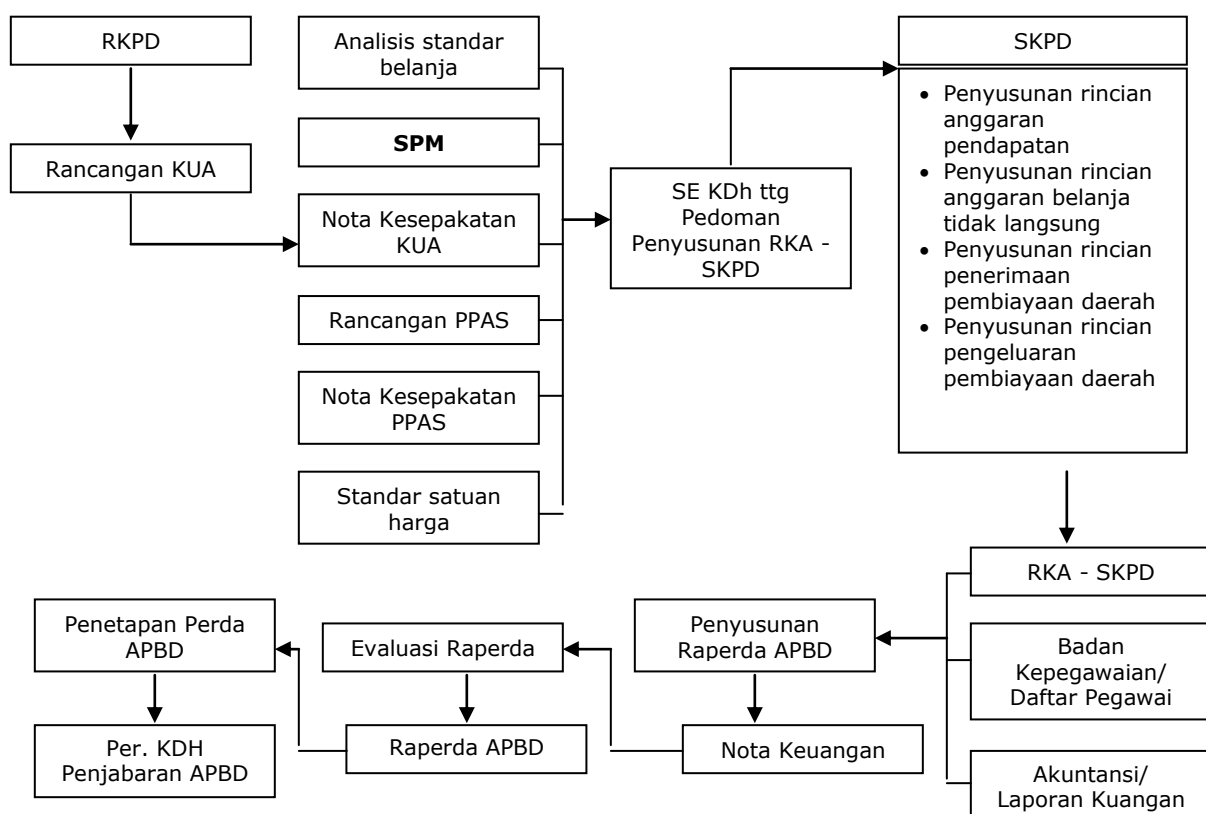 RKPD
Rancangan KUA
Analisis standar
belanja
SPM
Nota Kesepakatan
KUA
Rancangan PPAS
Nota Kesepakatan
PPAS
Standar satuan
harga
SE KDh ttg
Pedoman
Penyusunan RKA -
SKPD
SKPD
• Penyusunan rincian
anggaran
pendapatan
• Penyusunan rincian
anggaran belanja
tidak langsung
• Penyusunan rincian
penerimaan
pembiayaan daerah
• Penyusunan rincian
pengeluaran
pembiayaan daerah
RKA - SKPD
Badan
Kepegawaian/
Daftar Pegawai
Akuntansi/
Laporan Kuangan
Penyusunan
Raperda APBD
Nota Keuangan
Evaluasi Raperda
Raperda APBD
Penetapan Perda
APBD
Per. KDH
Penjabaran APBD